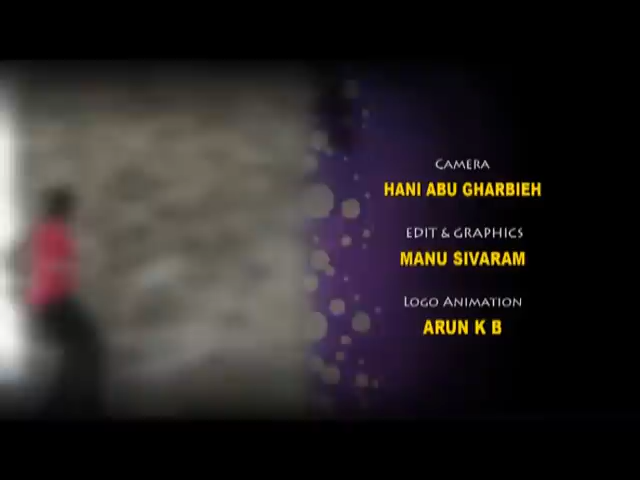 CAMERA
HANI ABU GHARBIEH
EDIT & GRAPHICS
MANU SIVARAM
LOGO ANIMATION
ARUN K B